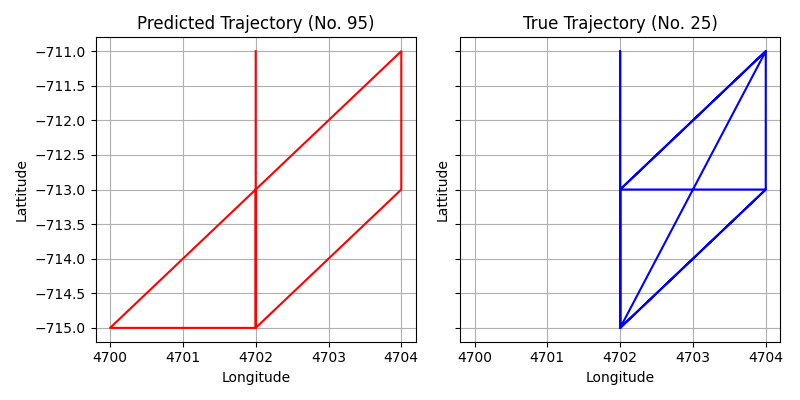 Predicted Trajectory (No. 95)
True Trajectory (No. 25)
−711.0
−711.5
−712.0
−712.5
−713.0
−713.5
−714.0
−714.5
−715.0
Lattitude
Lattitude
4700 4701 4702 4703 4704
4700 4701 4702 4703 4704
Longitude
Longitude